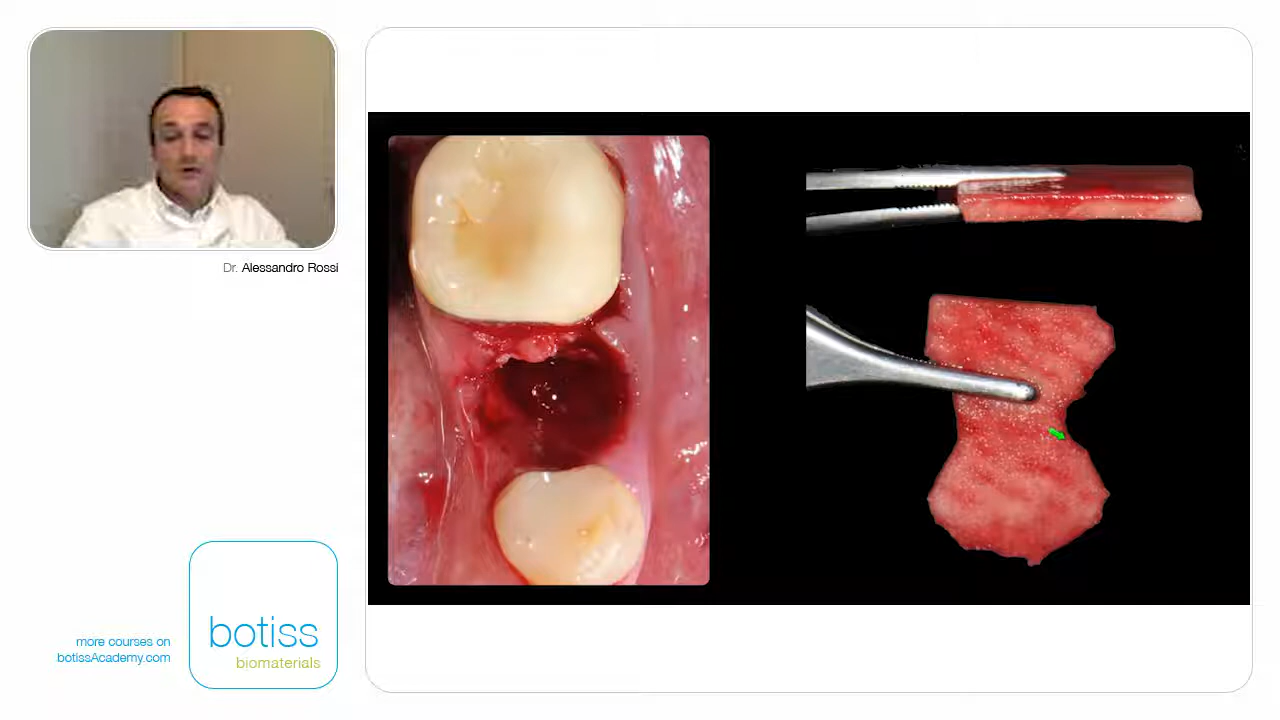 Dr. Alessandro Rossi
more courses on
botissAcademy.com
botiss
biomaterials